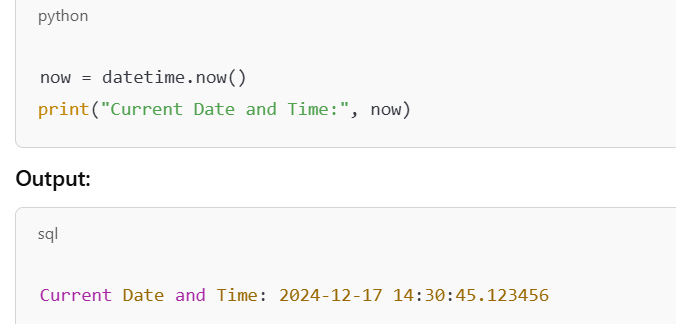 python
now = datetime.now()
print("Current Date and Time:", now)
Output:
sql
Current Date and Time: 2024-12-17 14:30:45.123456